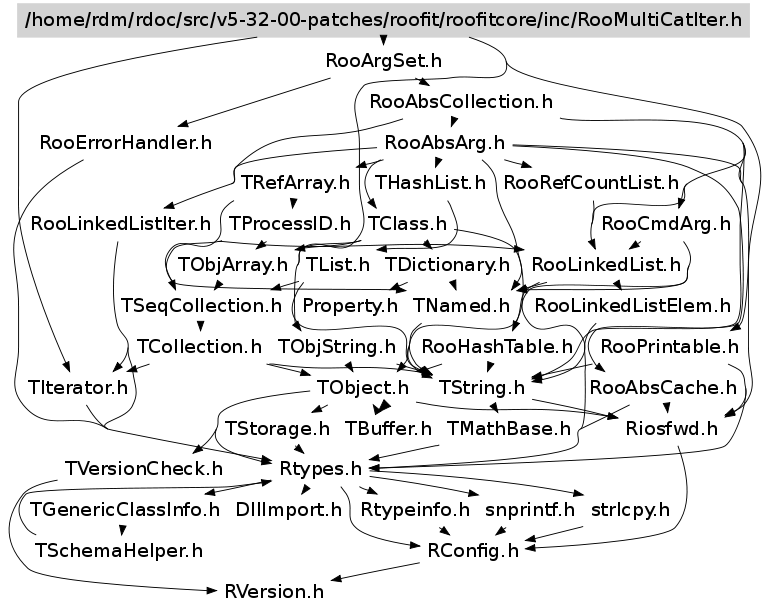 /home/rdm/rdoc/src/v5-32-00-patches/roofit/roofitcore/inc/RooMultiCatIter.h
RooArgSet.h
RooAbsCollection.h
RooErrorHandler.h
RooAbsArg.h
TRefArray.h
THashList.h
RooRefCountList.h
RooLinkedListIter.h
TProcessID.h
TClass.h
RooCmdArg.h
TObjArray.h
TList.h
TDictionary.h
RooLinkedList.h
TSeqCollection.h
Property.h
TNamed.h
RooLinkedListElem.h
TCollection.h
TObjString.h
RooHashTable.h
RooPrintable.h
TIterator.h
TObject.h
TString.h
RooAbsCache.h
TStorage.h
TBuffer.h
TMathBase.h
Riosfwd.h
TVersionCheck.h
Rtypes.h
TGenericClassInfo.h
DllImport.h
Rtypeinfo.h
snprintf.h
strlcpy.h
TSchemaHelper.h
RConfig.h
RVersion.h